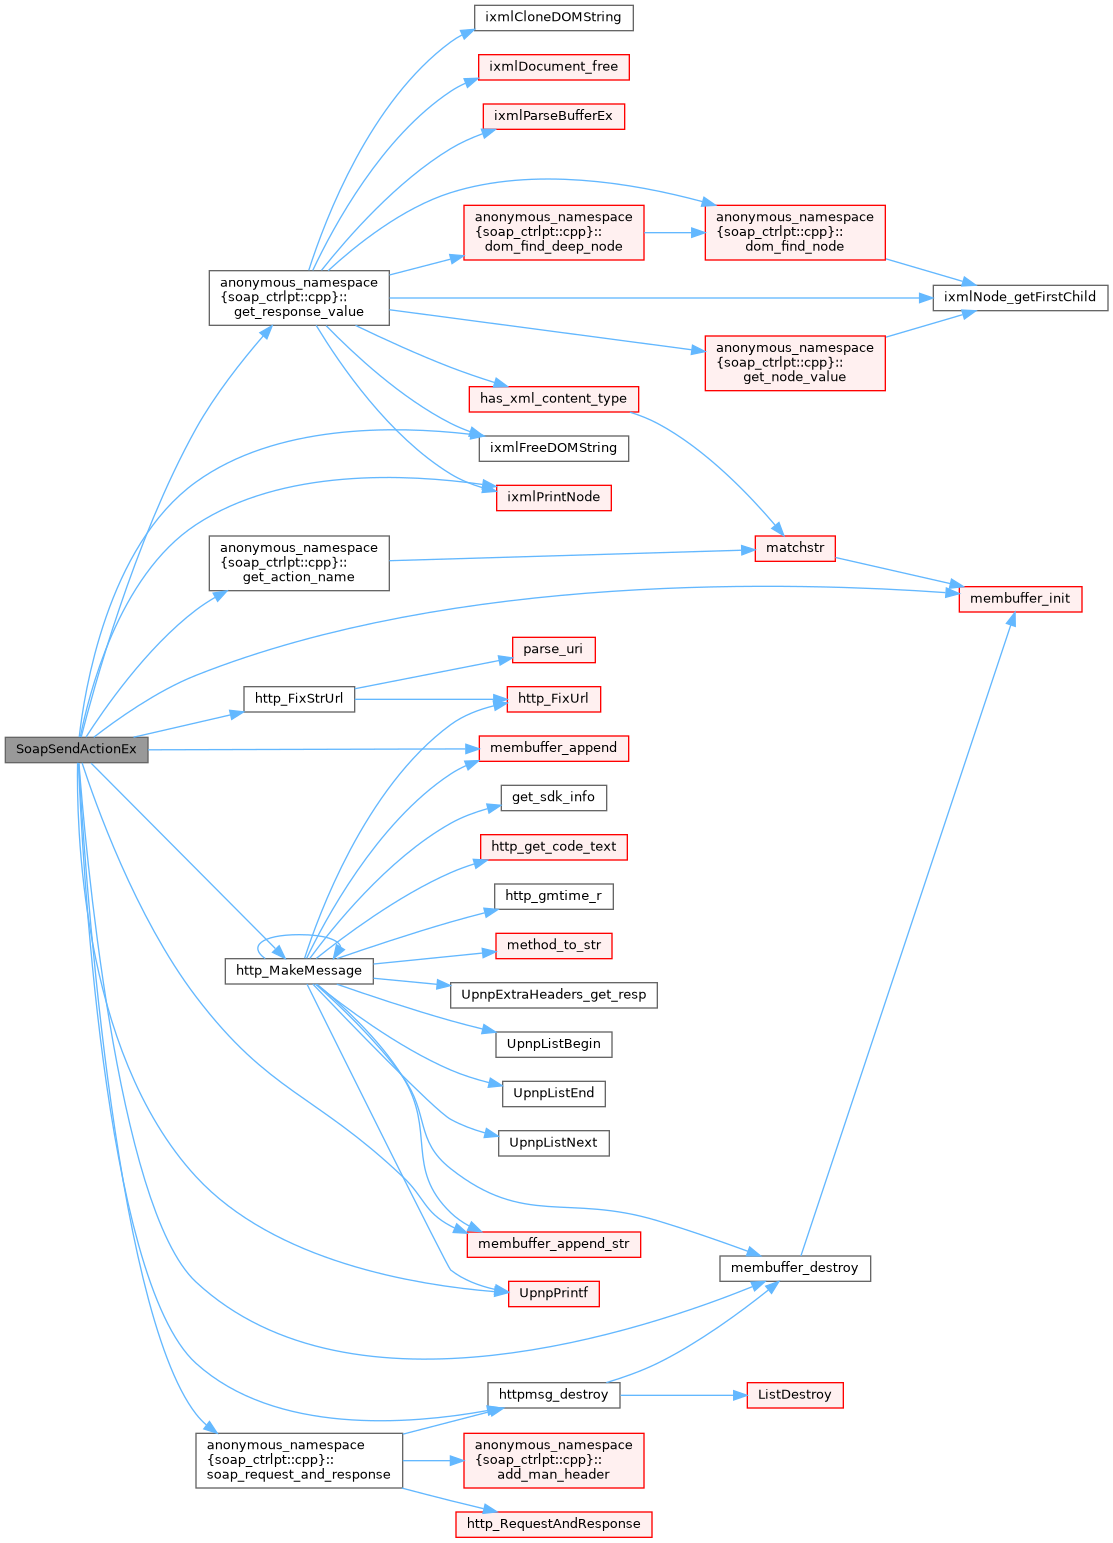 ixmlCloneDOMString
ixmlDocument_free
ixmlParseBufferEx
anonymous_namespace
{soap_ctrlpt::cpp}::
dom_find_deep_node
anonymous_namespace
{soap_ctrlpt::cpp}::
dom_find_node
anonymous_namespace
{soap_ctrlpt::cpp}::
get_response_value
ixmlNode_getFirstChild
anonymous_namespace
{soap_ctrlpt::cpp}::
get_node_value
has_xml_content_type
ixmlFreeDOMString
ixmlPrintNode
anonymous_namespace
{soap_ctrlpt::cpp}::
get_action_name
matchstr
membuffer_init
parse_uri
http_FixStrUrl
http_FixUrl
SoapSendActionEx
membuffer_append
get_sdk_info
http_get_code_text
http_gmtime_r
method_to_str
http_MakeMessage
UpnpExtraHeaders_get_resp
UpnpListBegin
UpnpListEnd
UpnpListNext
membuffer_append_str
membuffer_destroy
UpnpPrintf
httpmsg_destroy
ListDestroy
anonymous_namespace
{soap_ctrlpt::cpp}::
soap_request_and_response
anonymous_namespace
{soap_ctrlpt::cpp}::
add_man_header
http_RequestAndResponse